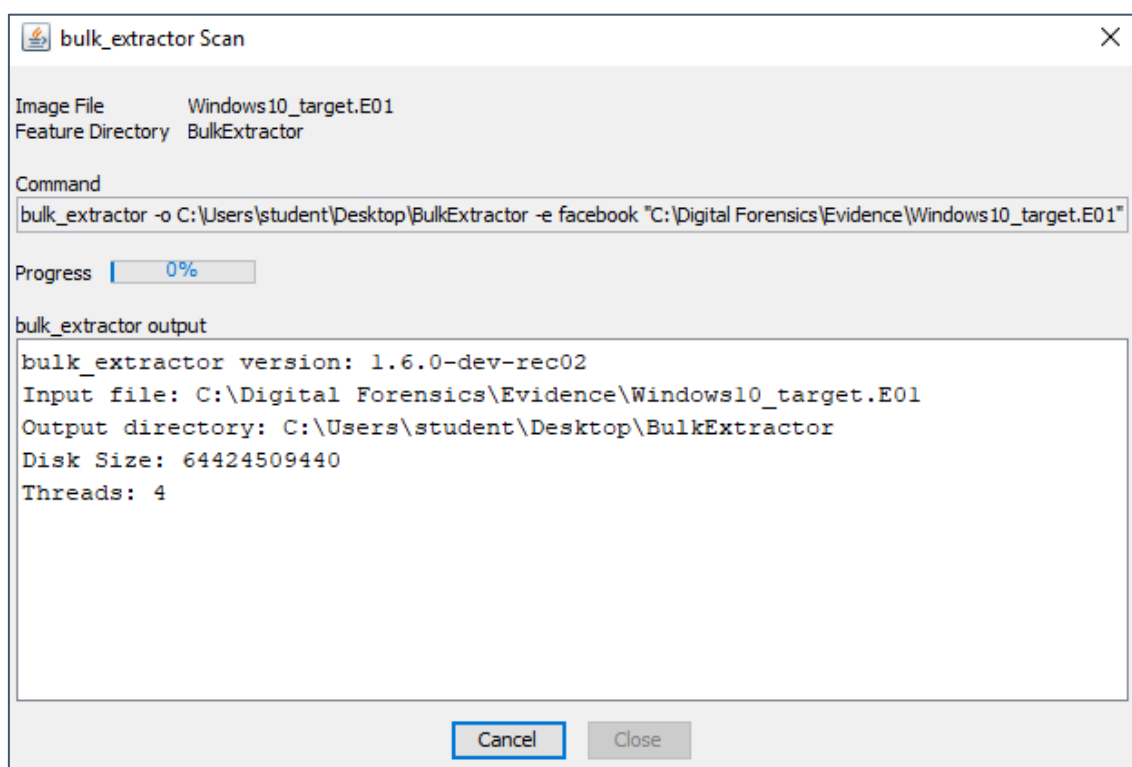 bulk_extractor Scan
Image File Windows10_target.E01
Feature Directory BulkExtractor
Command
bulk_extractor -o C:\Users\student\Desktop\BulkExtractor -e facebook "C:\Digital Forensics\Evidence\Windows10_target.E01"
Progress 0%
bulk_extractor output
bulk_extractor version: 1.6.0-dev-rec02
Input file: C:\Digital Forensics\Evidence\Windows10_target.E01
Output directory: C:\Users\student\Desktop\BulkExtractor
Disk Size: 64424509440
Threads: 4
Cancel Close